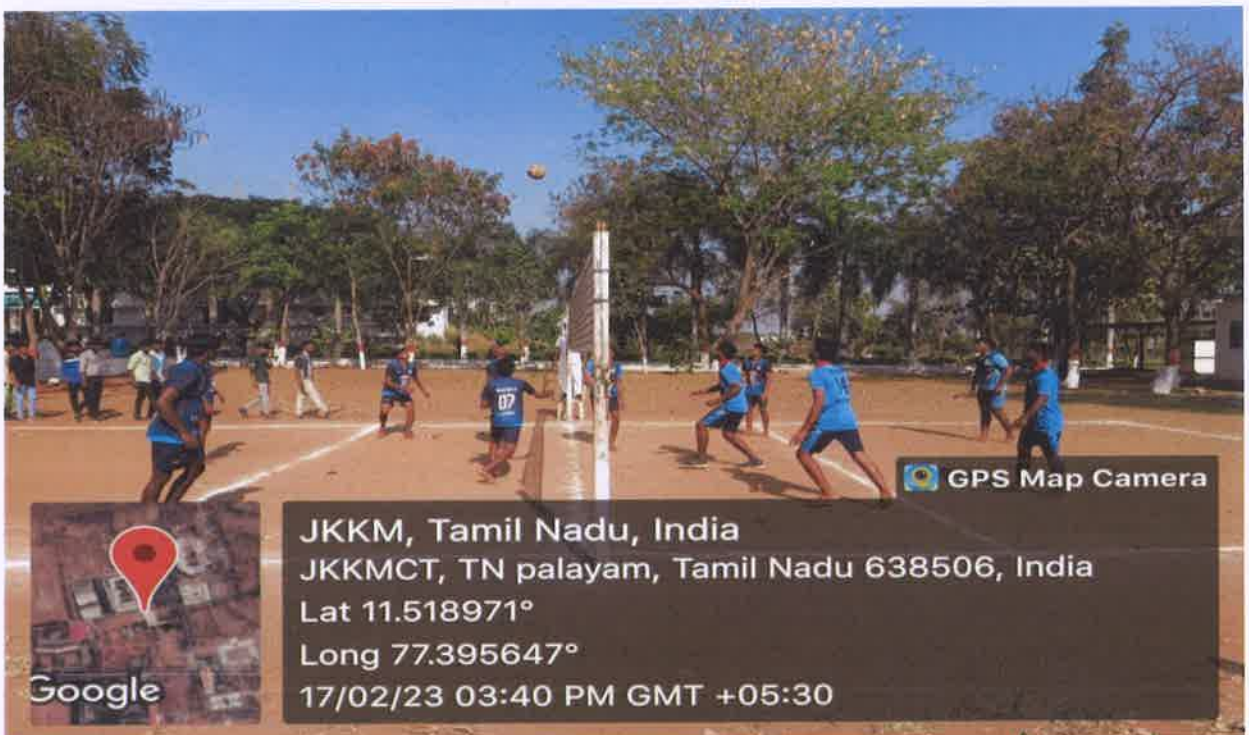 07
GPS Map Camera
JKKM, Tamil Nadu, India
JKKMCT, TN palayam, Tamil Nadu 638506, India
Lat 11.518971°
Long 77.395647°
17/02/23 03:40 PM GMT +05:30
Google